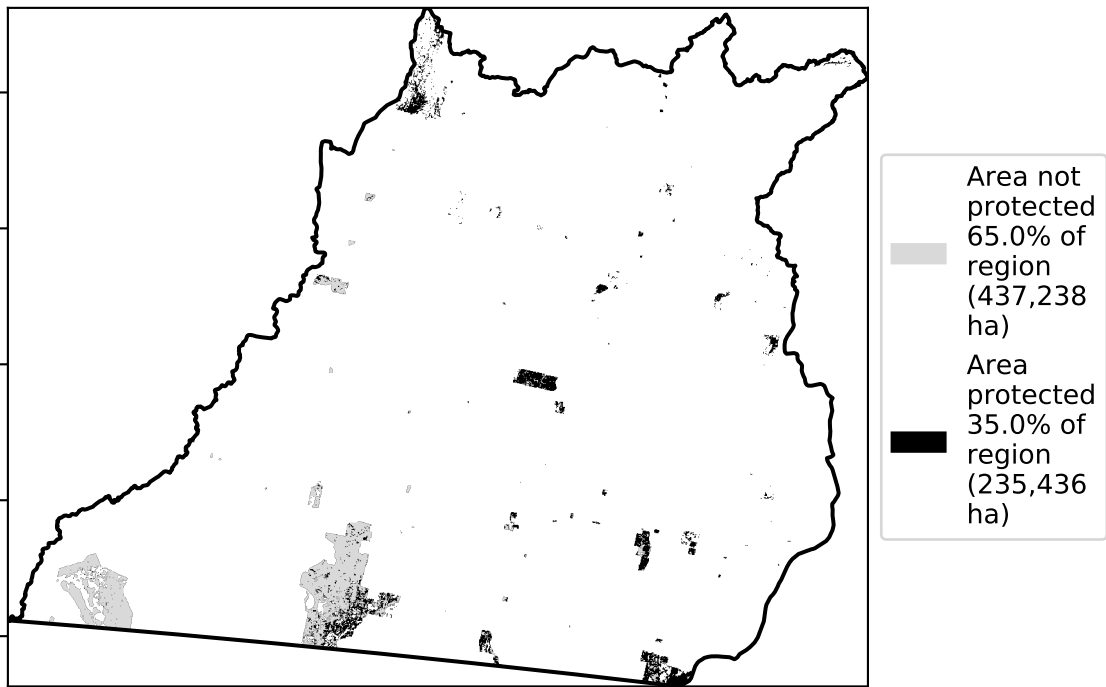 Area not
protected
65.0% of
region
(437,238
ha)
Area
protected
35.0% of
region
(235,436
ha)